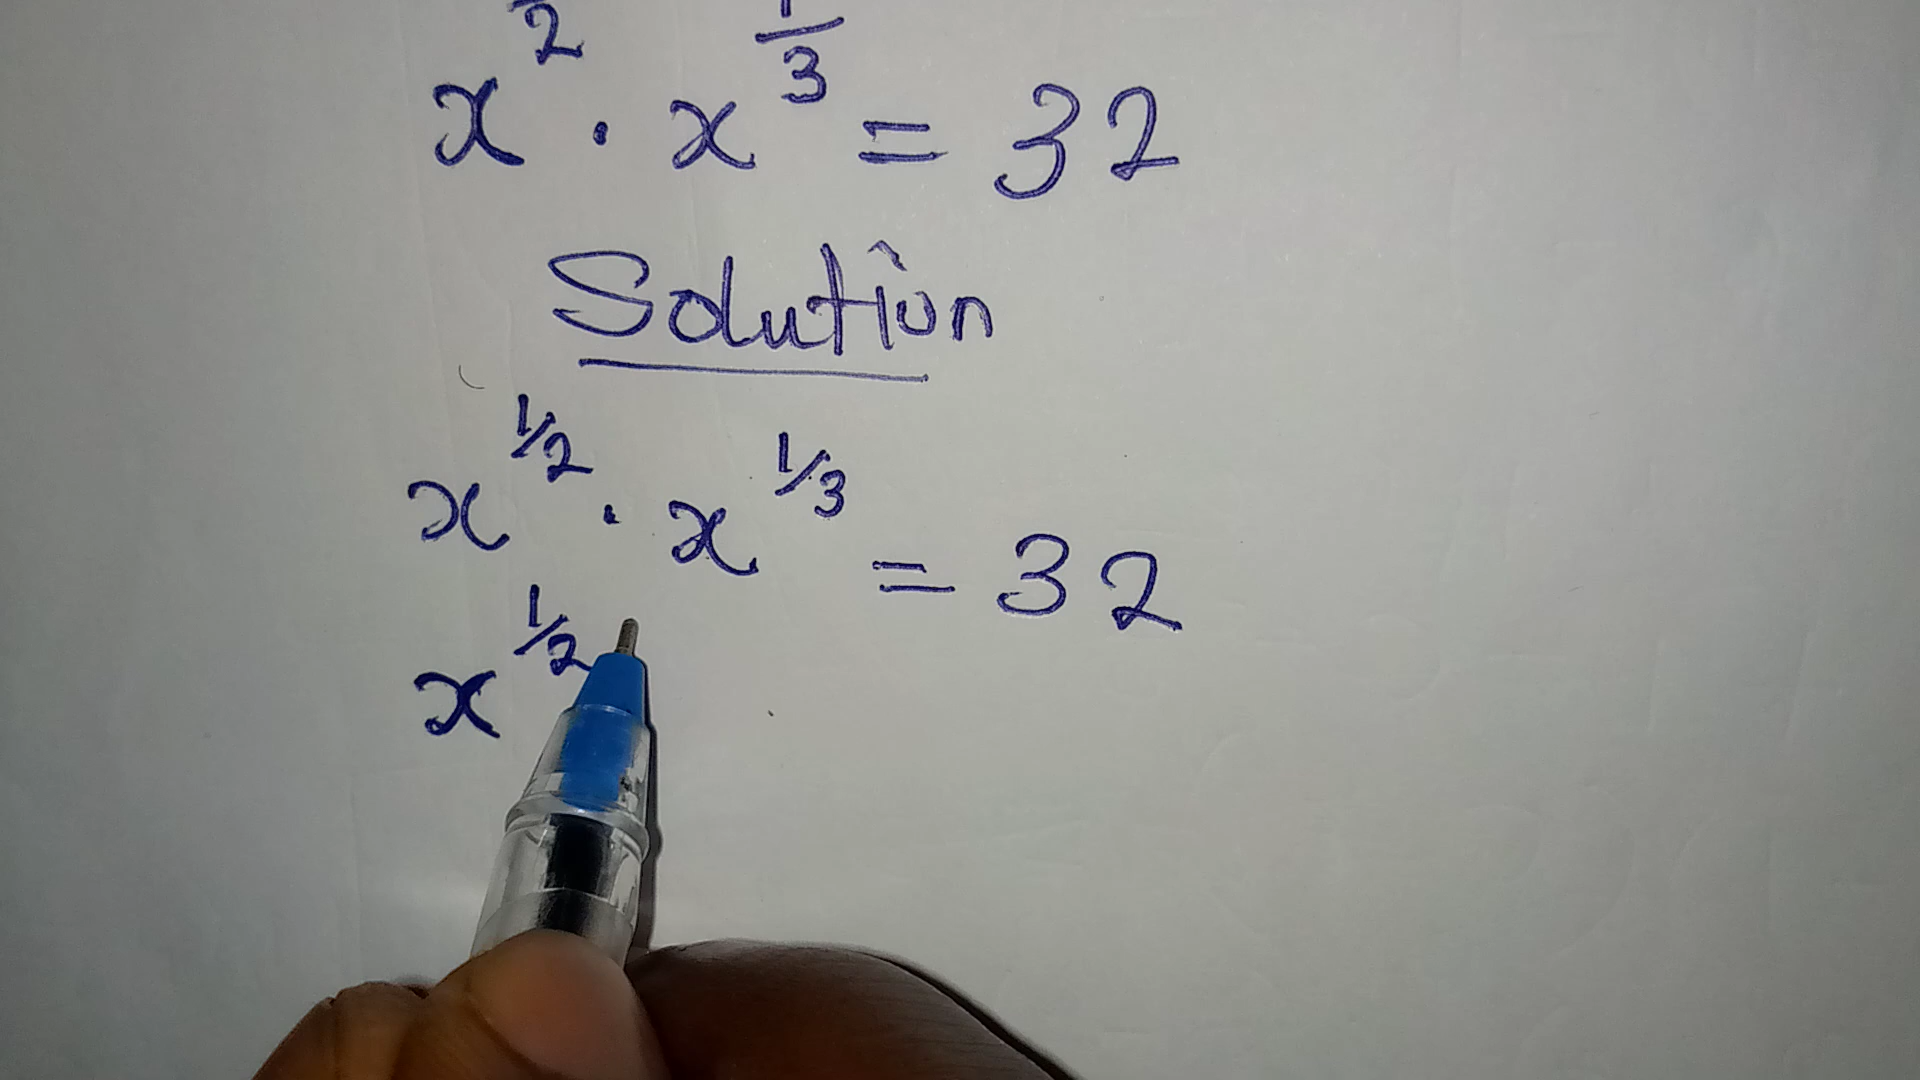 x^{1/2} · x^{1/3} = 32
Solution
x^{1/2} · x^{1/3} = 32
x^{1/2}